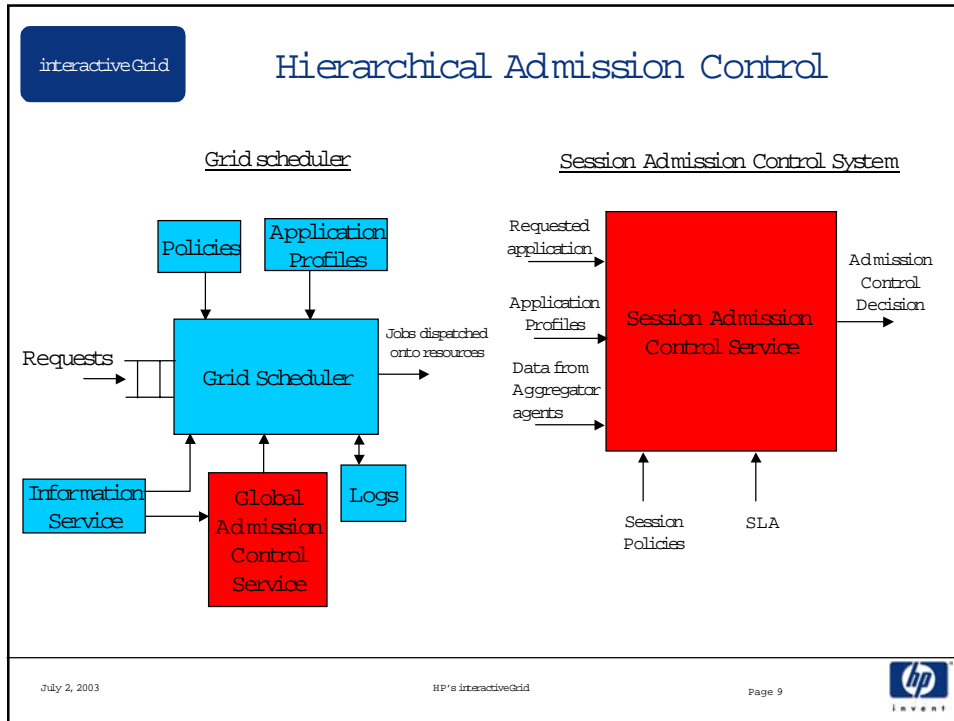 interactiveGrid
Hierarchical Admission Control
Grid scheduler
Policies
Application
Profiles
Requests
Grid Scheduler
Jobs dispatched
onto resources
Information
Service
Global
Admission
Control
Service
Logs
Session Admission Control System
Requested
application
Application
Profiles
Data from
Aggregator
agents
Session Admission
Control Service
Admission
Control
Decision
Session
Policies
SLA
July 2, 2003
HP's interactiveGrid
Page 9
hp
invent